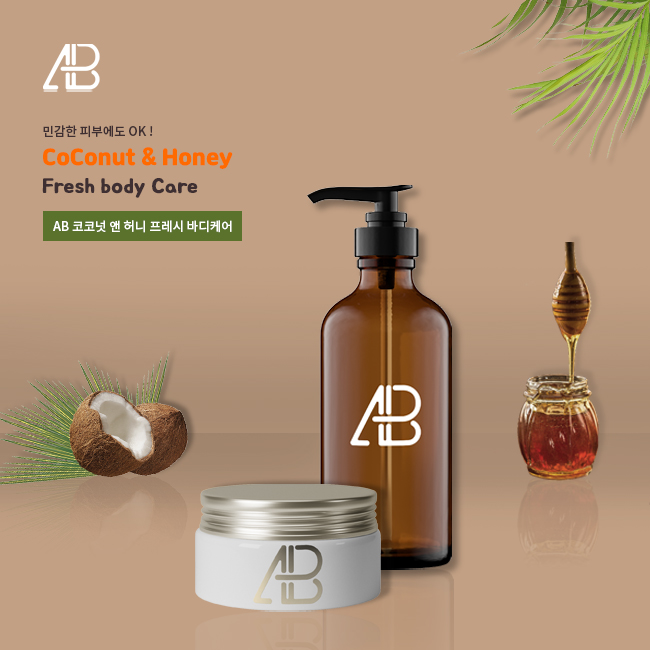 AB
민감한 피부에도 OK !
CoConut & Honey
Fresh body Care
AB 코코넛 앤 허니 프레시 바디케어
AB
AB